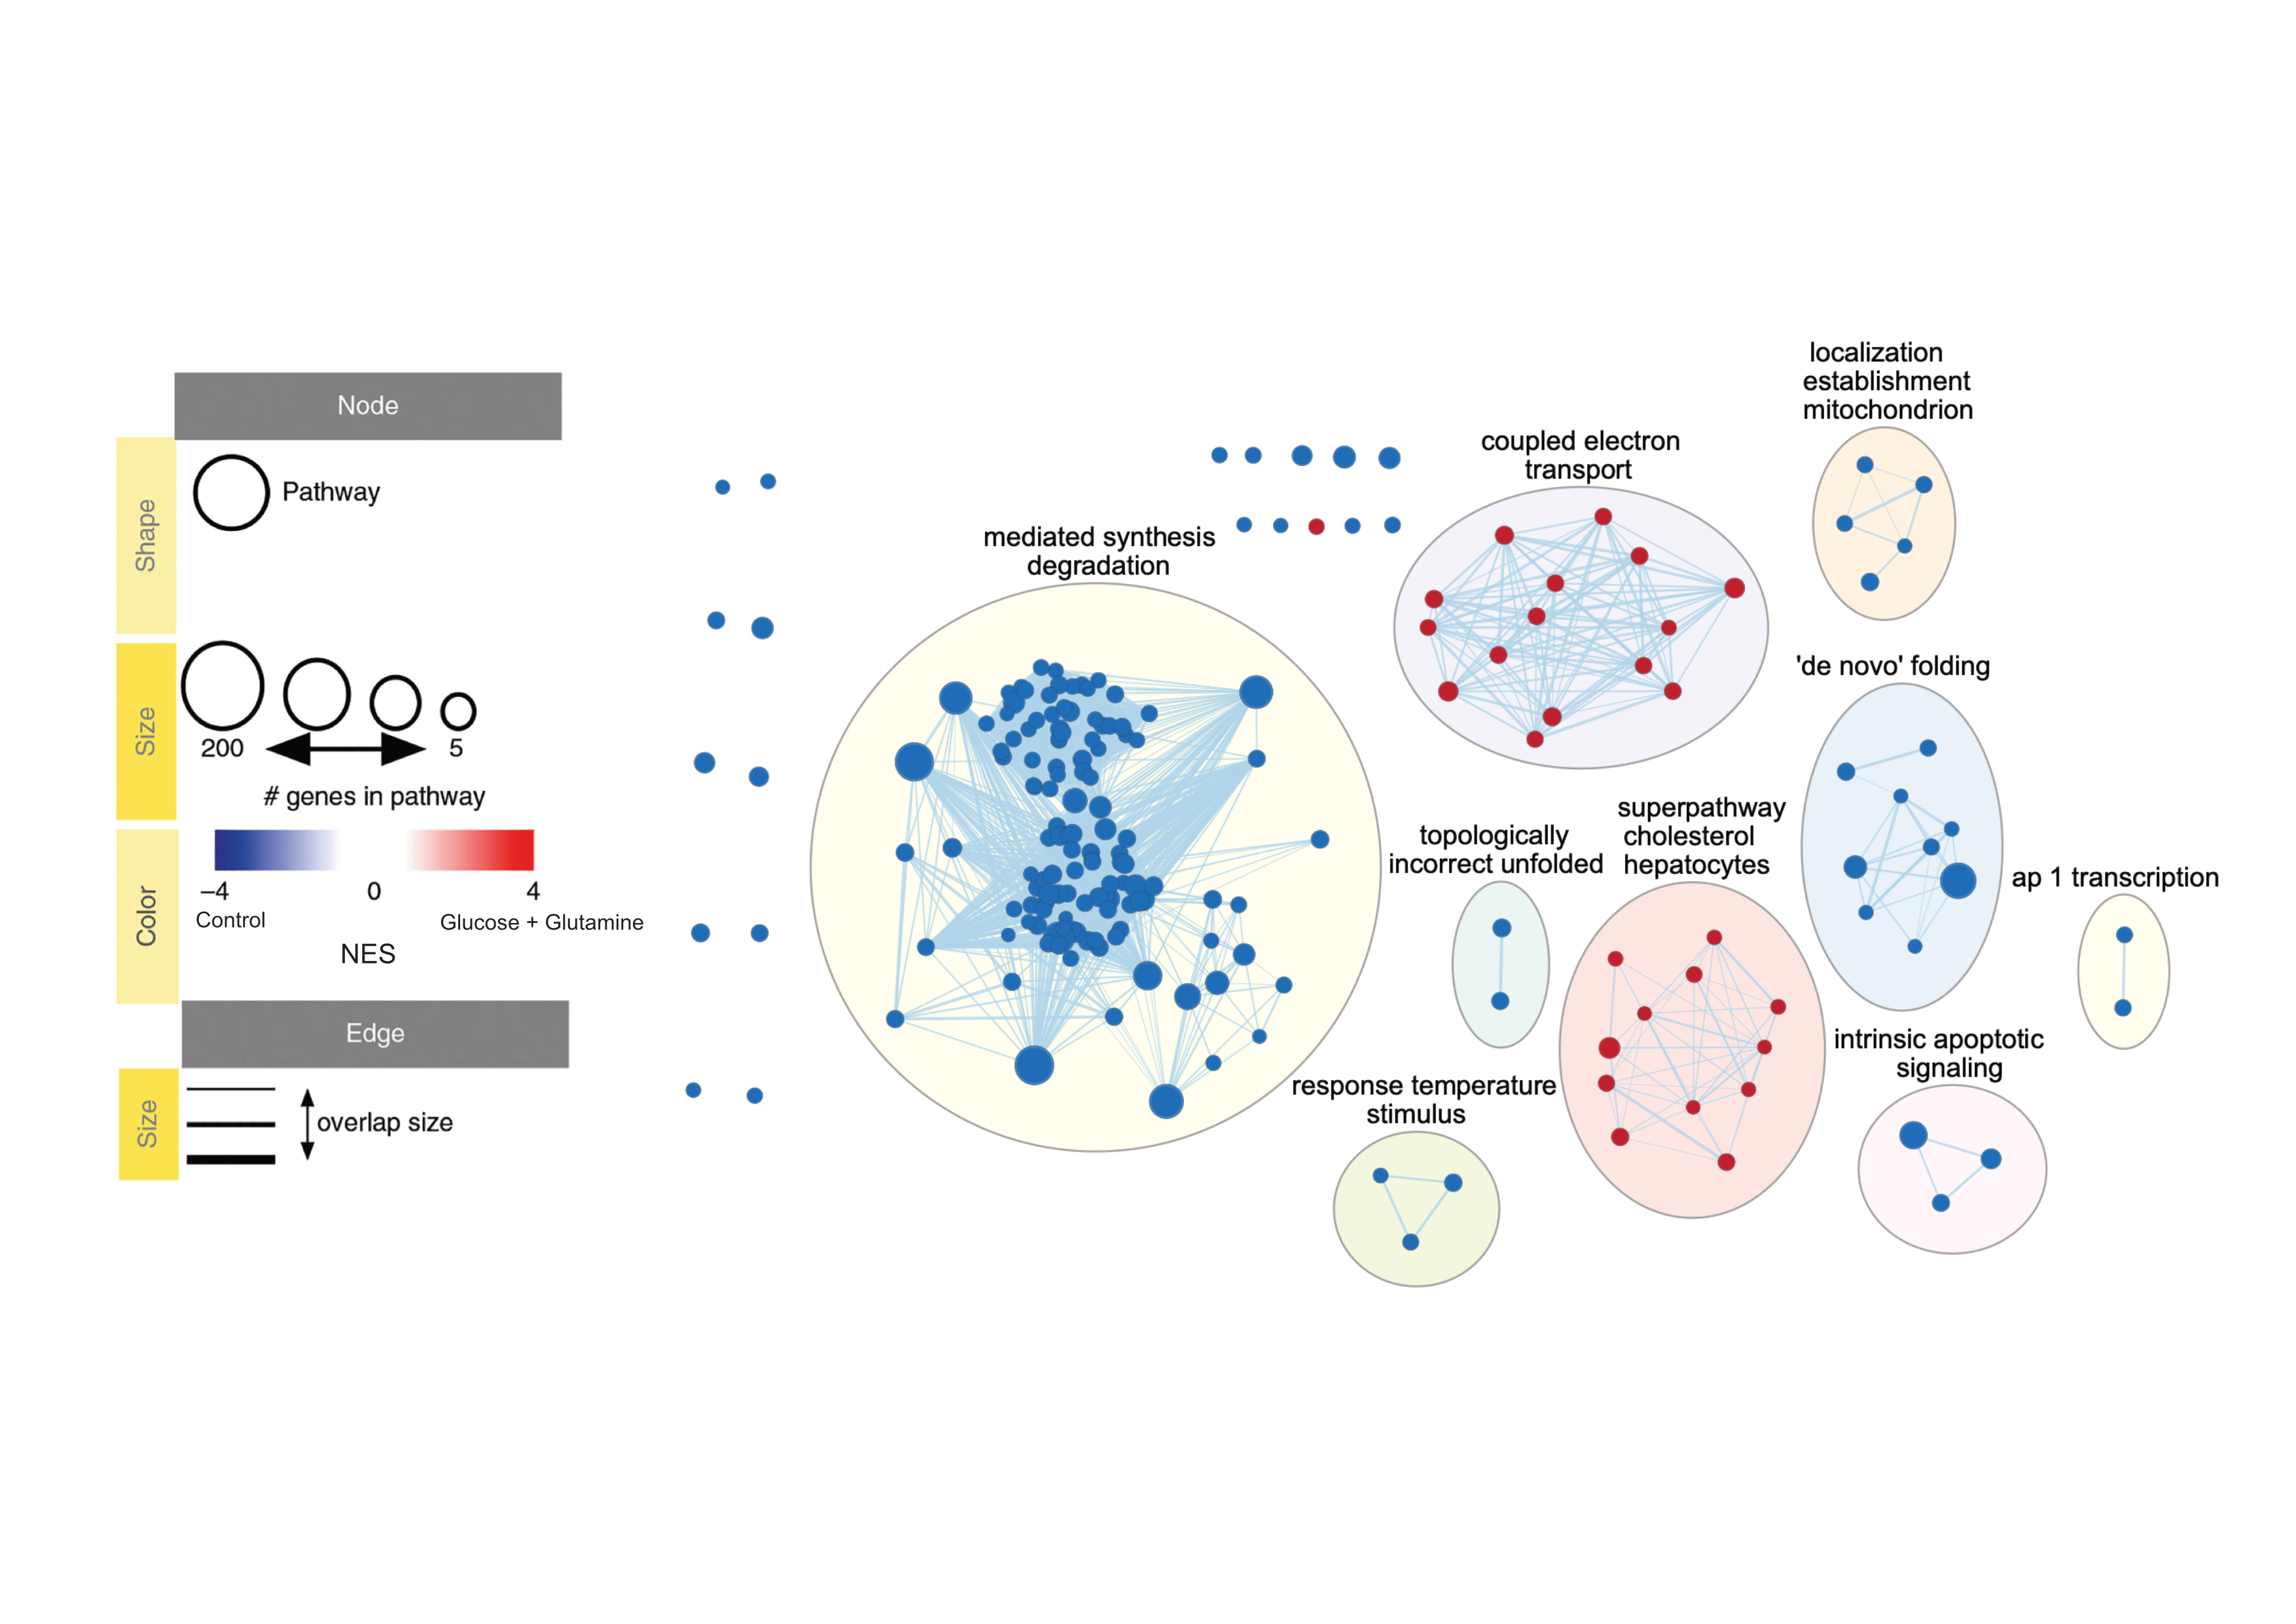 Node
Shape
Pathway
Size
200
5
# genes in pathway
Color
–4
0
4
Control
Glucose + Glutamine
NES
Edge
Size
overlap size
mediated synthesis
degradation
coupled electron
transport
localization
establishment
mitochondrion
'de novo' folding
topologically
incorrect unfolded
superpathway
cholesterol
hepatocytes
ap 1 transcription
response temperature
stimulus
intrinsic apoptotic
signaling